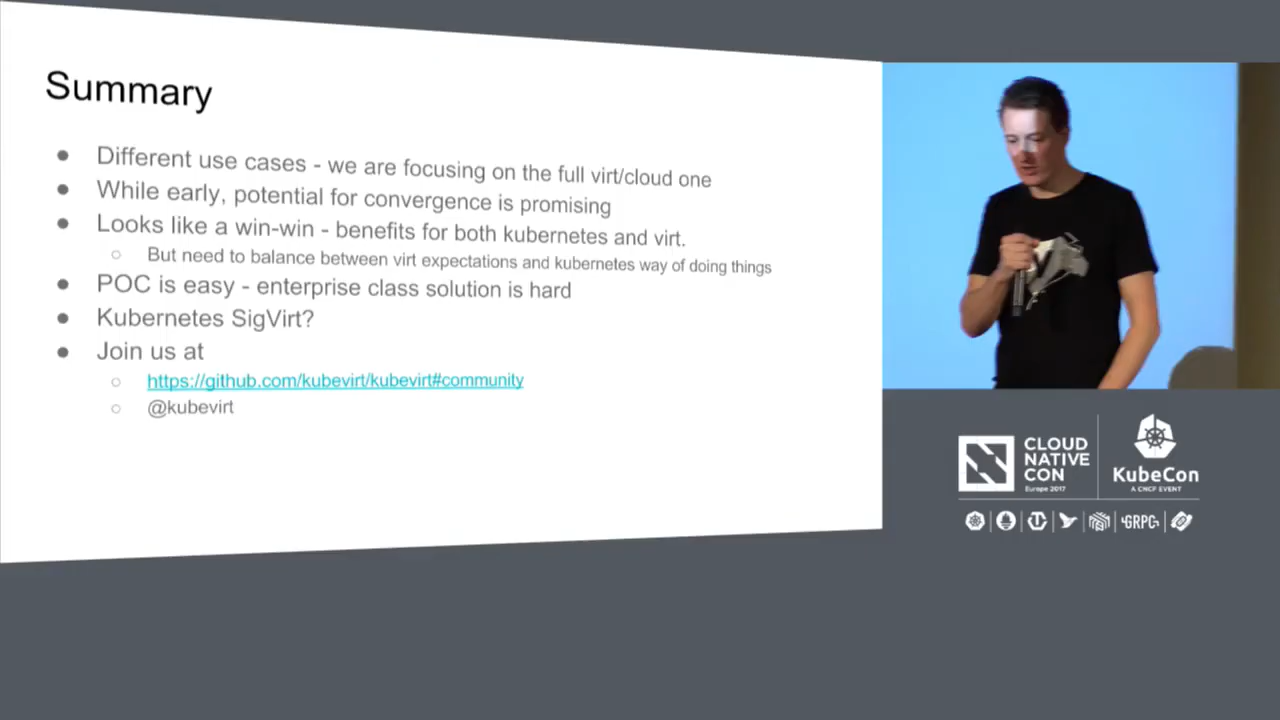 Summary
● Different use cases - we are focusing on the full virt/cloud one
● While early, potential for convergence is promising
● Looks like a win-win - benefits for both kubernetes and virt.
○ But need to balance between virt expectations and kubernetes way of doing things
● POC is easy - enterprise class solution is hard
● Kubernetes SigVirt?
● Join us at
○ https://github.com/kubevirt/kubevirt#community
○ @kubevirt
CLOUD
NATIVE
CON
Europe 2017
KubeCon
A CNCF EVENT
GRPC